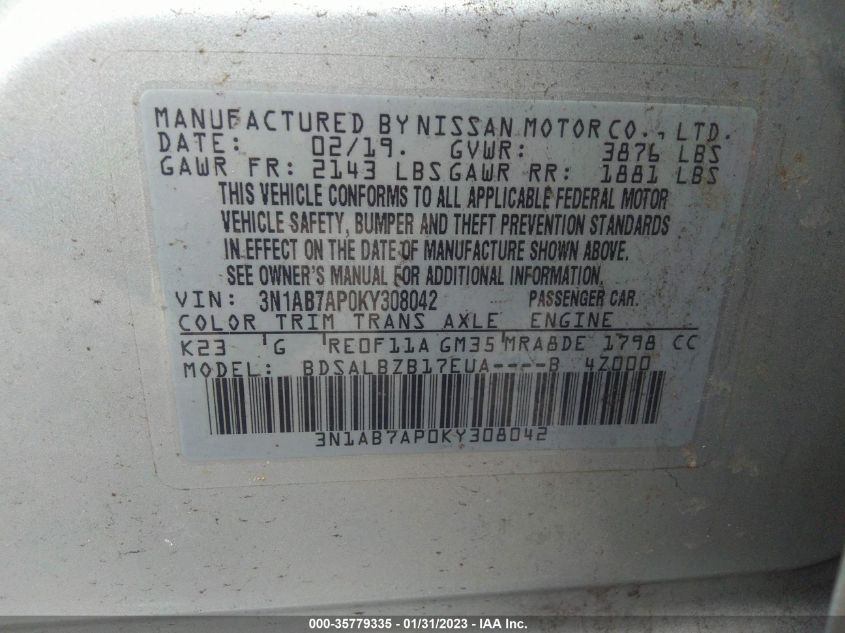 MANUFACTURED BY NISSAN MOTOR CO., LTD.
DATE: 02/19. GVWR: 3876 LBS
GAWR FR: 2143 LBS GAWR RR: 1881 LBS
THIS VEHICLE CONFORMS TO ALL APPLICABLE FEDERAL MOTOR
VEHICLE SAFETY, BUMPER AND THEFT PREVENTION STANDARDS
IN EFFECT ON THE DATE OF MANUFACTURE SHOWN ABOVE.
SEE OWNER'S MANUAL FOR ADDITIONAL INFORMATION.
VIN: 3N1AB7AP0KY308042 PASSENGER CAR.
COLOR TRIM TRANS AXLE ENGINE
K23 'G 'RE0F11A GM35 'MRA8DE 1798 CC
MODEL: BDSALBZB17EUA----B 4Z000
3N1AB7AP0KY308042
000-35779335 - 01/31/2023 - IAA Inc.